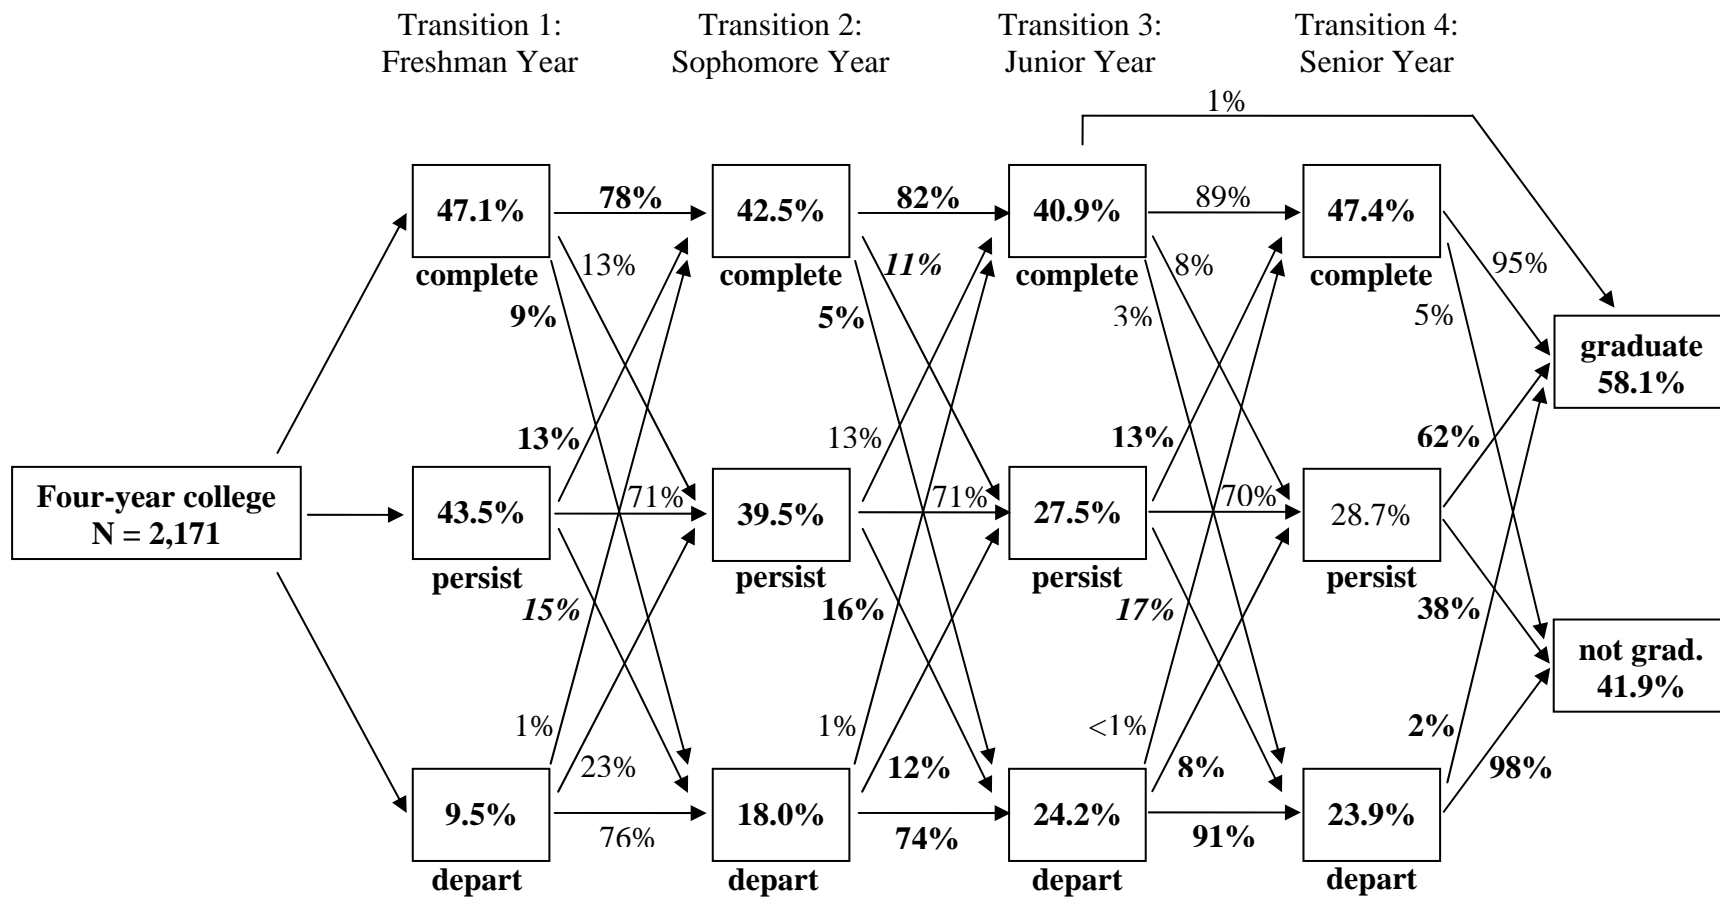 Transition 1:
Freshman Year
Transition 2:
Sophomore Year
Transition 3:
Junior Year
Transition 4:
Senior Year
1%
47.1%
complete
78%
42.5%
complete
82%
40.9%
complete
89%
47.4%
complete
13%
9%
11%
5%
8%
3%
95%
5%
graduate
58.1%
Four-year college
N = 2,171
13%
43.5%
persist
71%
15%
13%
39.5%
persist
71%
16%
13%
27.5%
persist
70%
17%
62%
28.7%
persist
38%
not grad.
41.9%
1%
23%
9.5%
depart
76%
1%
12%
18.0%
depart
74%
<1%
8%
24.2%
depart
91%
2%
98%
23.9%
depart